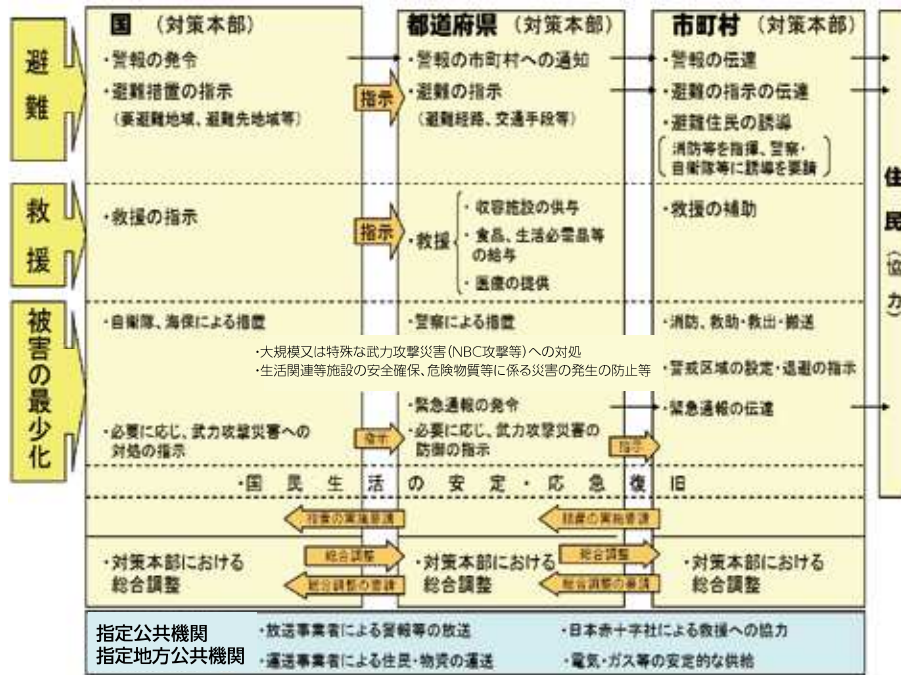 避難
国（対策本部）
・警報の発令
・避難措置の指示
（要避難地域、避難先地域等）
指示
都道府県（対策本部）
・警報の市町村への通知
・避難の指示
（避難経路、交通手段等）
市町村（対策本部）
・警報の伝達
・避難の指示の伝達
・避難住民の誘導
消防等を指揮、警察・
自衛隊等に誘導を要請
住民（協力）
救援
・救援の指示
指示
・救援
・収容施設の供与
・食品、生活必需品等
の給与
・医療の提供
・救援の補助
被害の最少化
・自衛隊、海保による措置
・警察による措置
・消防、救助・救出・搬送
・大規模又は特殊な武力攻撃災害（NBC攻撃等）への対処
・生活関連等施設の安全確保、危険物質等に係る災害の発生の防止等
・警戒区域の設定・退避の指示
・緊急通報の発令
・緊急通報の伝達
・必要に応じ、武力攻撃災害への
対処の指示
指示
・必要に応じ、武力攻撃災害の
防御の指示
指示
・国民生活の安定・応急復旧
措置の実施要請
措置の実施要請
・対策本部における
総合調整
総合調整
総合調整の要請
・対策本部における
総合調整
総合調整
総合調整の要請
・対策本部における
総合調整
指定公共機関
指定地方公共機関
・放送事業者による警報等の放送
・日本赤十字社による救援への協力
・運送事業者による住民・物資の運送
・電気・ガス等の安定的な供給